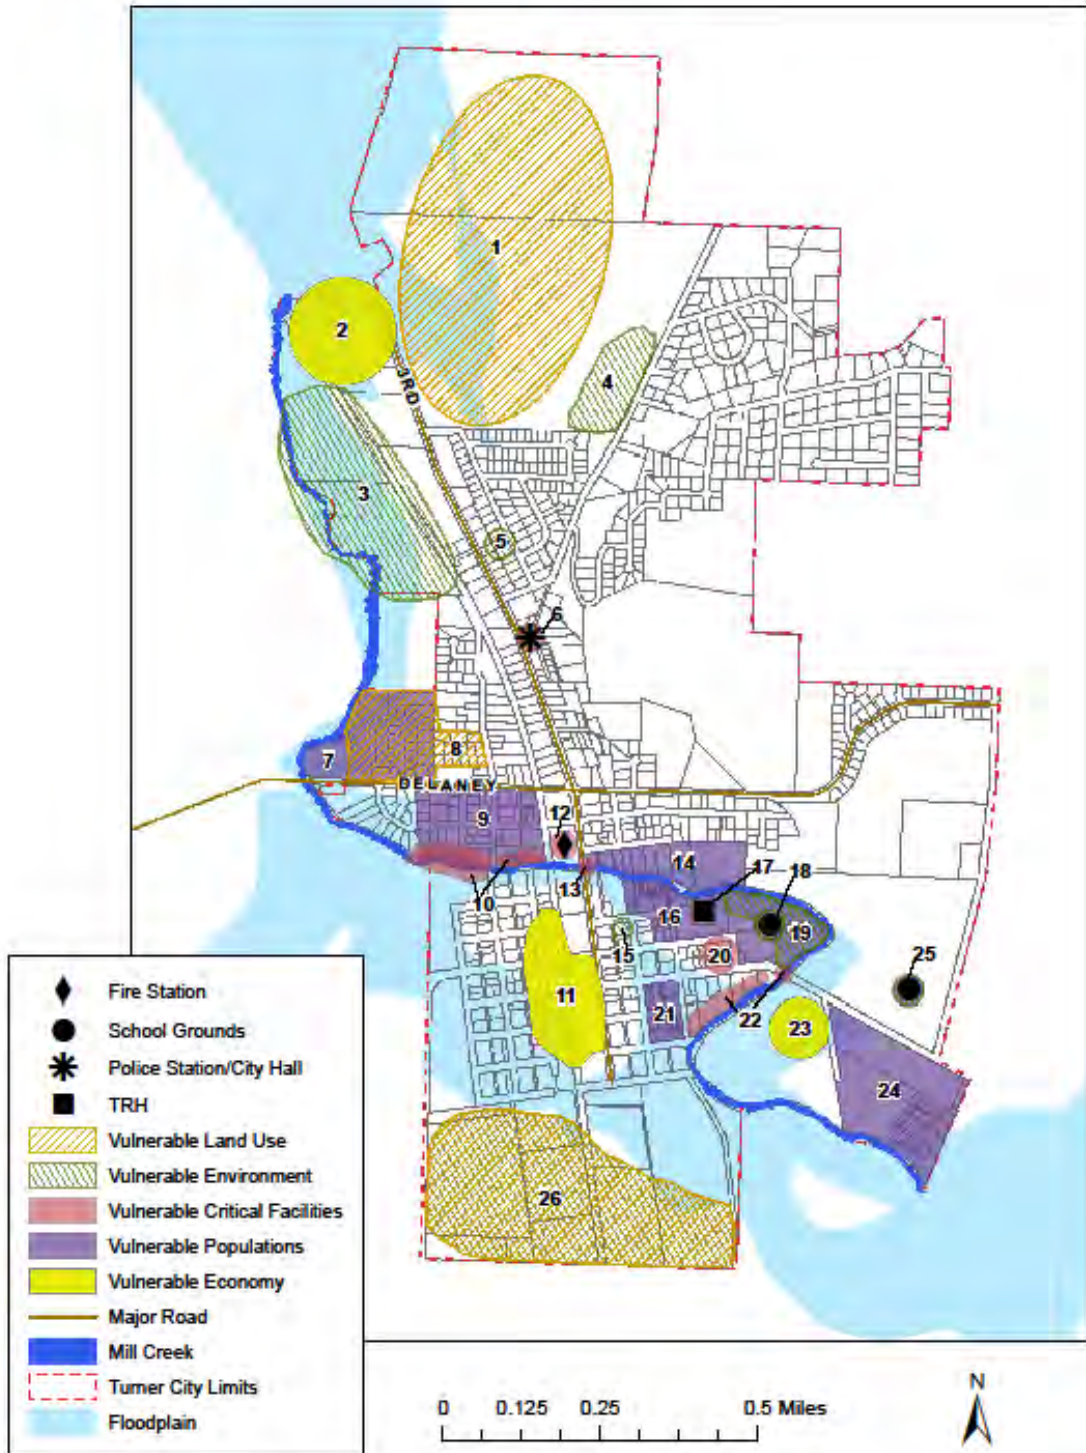 1
2
3RD
4
3
5
6
7
8
DELANEY
9
12
10
13
14
17
18
16
19
15
20
25
11
21
22
23
24
26
Fire Station
School Grounds
Police Station/City Hall
TRH
Vulnerable Land Use
Vulnerable Environment
Vulnerable Critical Facilities
Vulnerable Populations
Vulnerable Economy
Major Road
Mill Creek
Turner City Limits
Floodplain
0 0.125 0.25 0.5 Miles
N